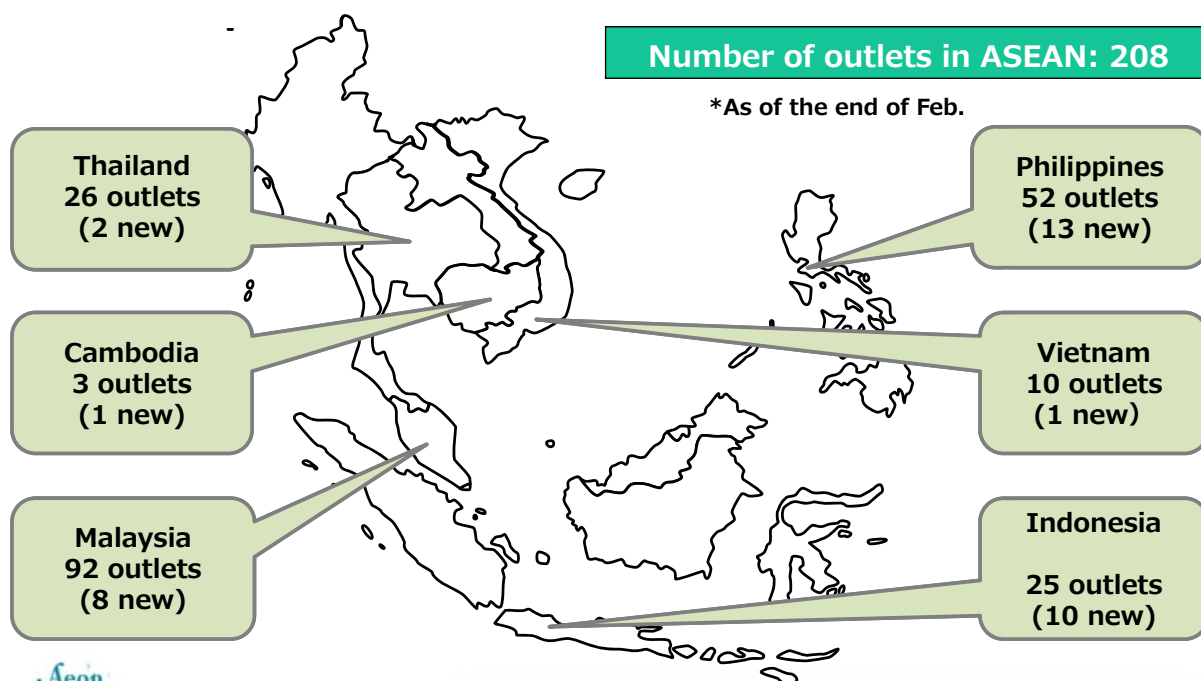 Number of outlets in ASEAN: 208
*As of the end of Feb.
Thailand
26 outlets
(2 new)
Philippines
52 outlets
(13 new)
Cambodia
3 outlets
(1 new)
Vietnam
10 outlets
(1 new)
Malaysia
92 outlets
(8 new)
Indonesia
25 outlets
(10 new)
Aeon